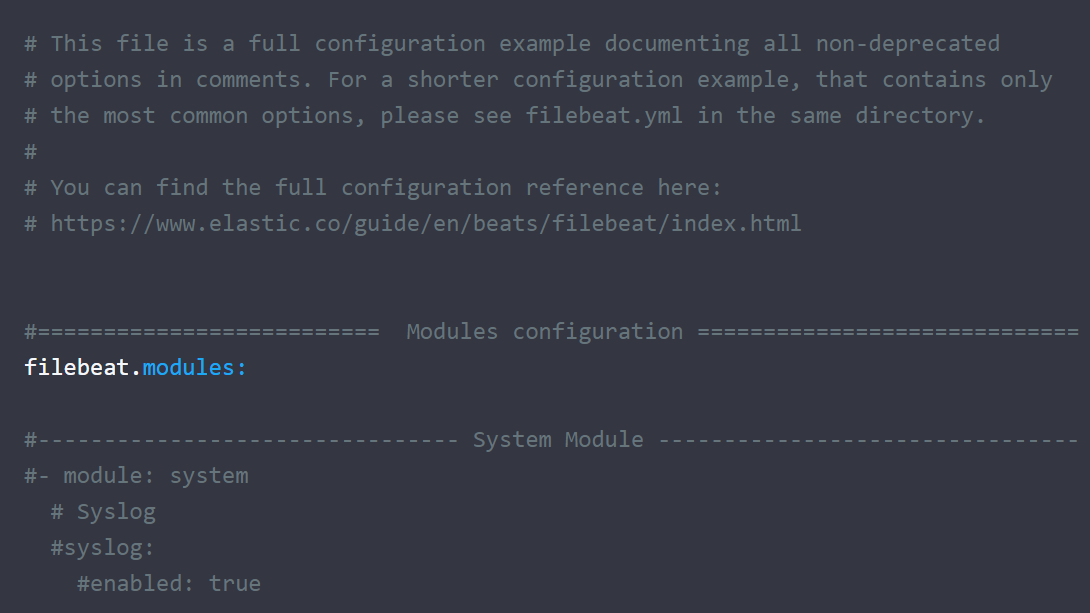 # This file is a full configuration example documenting all non-deprecated
# options in comments. For a shorter configuration example, that contains only
# the most common options, please see filebeat.yml in the same directory.
#
# You can find the full configuration reference here:
# https://www.elastic.co/guide/en/beats/filebeat/index.html
#==========================  Modules configuration =============================
filebeat.modules:
#-------------------------------- System Module --------------------------------
#- module: system
  # Syslog
  #syslog:
    #enabled: true